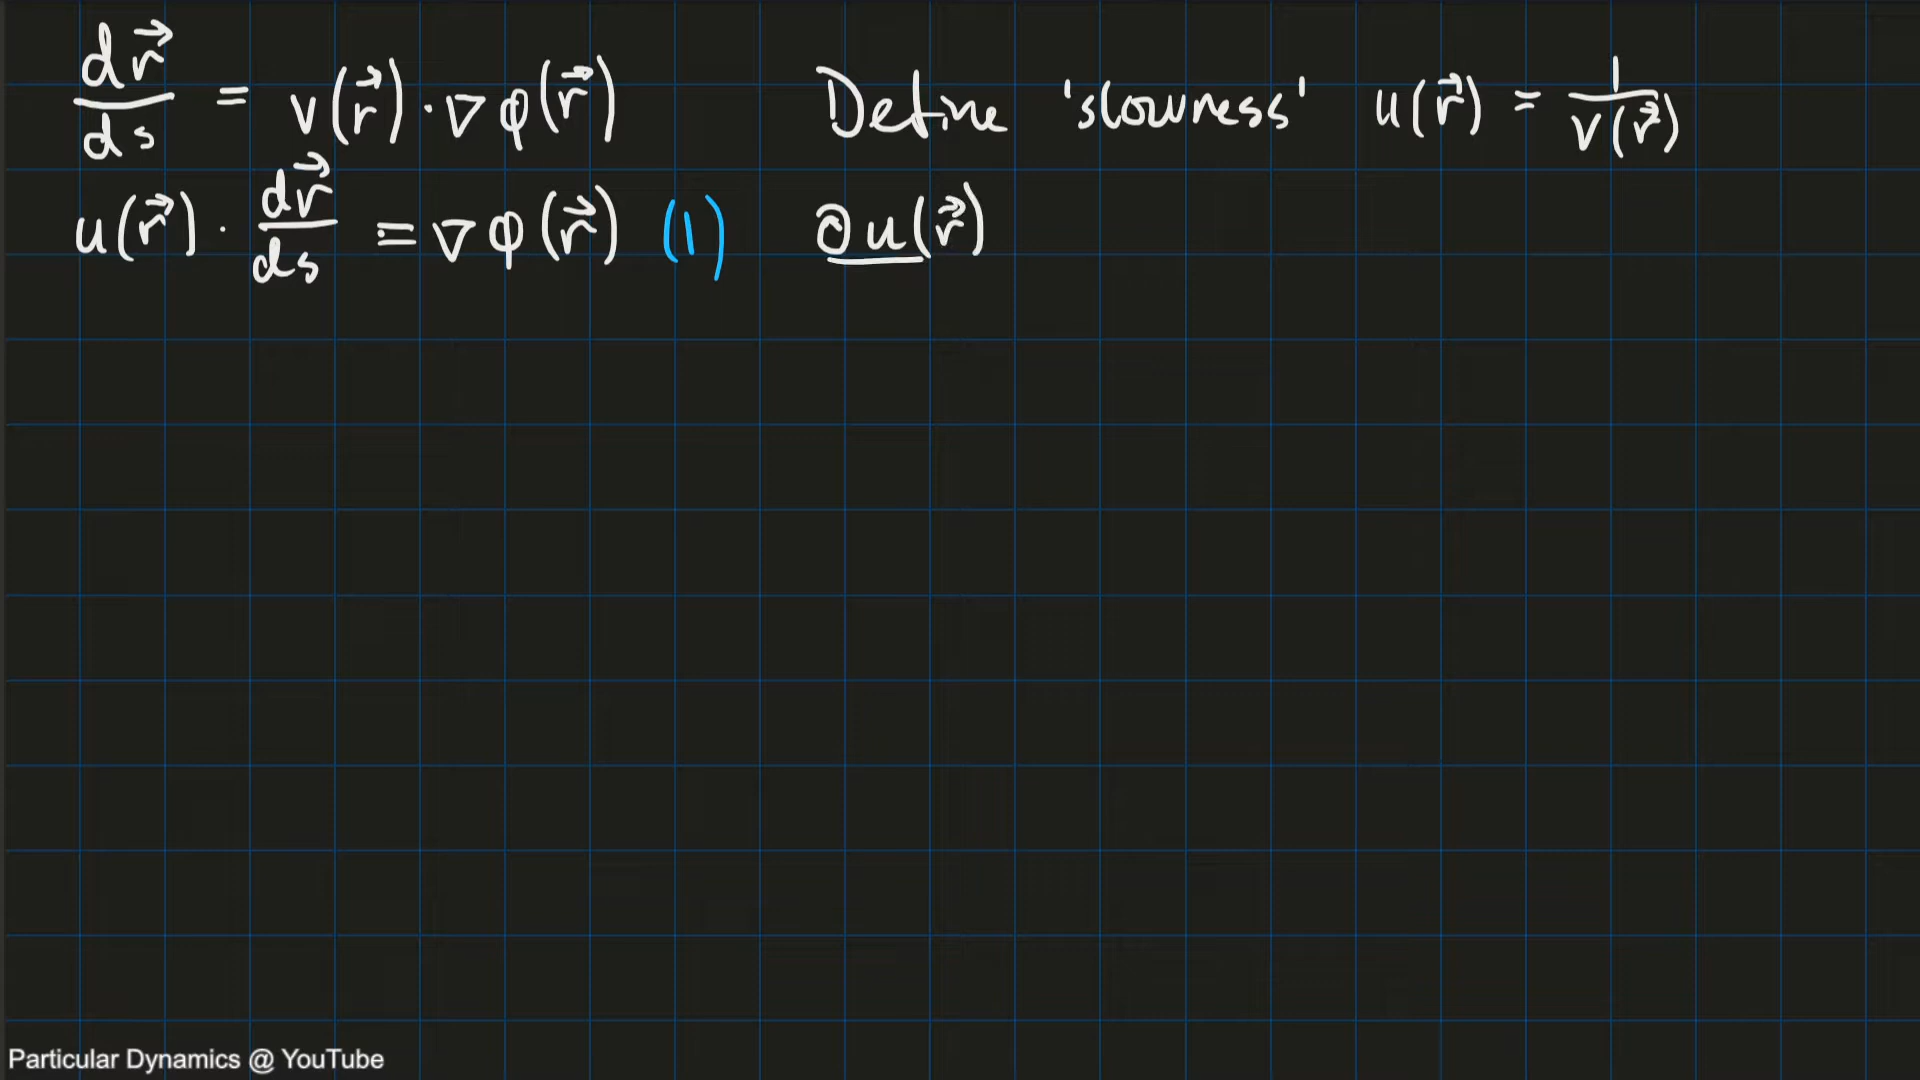 dr⃗/ds = v(r⃗)·∇φ(r⃗) Define 'slowness' u(r⃗) = 1/v(r⃗)
u(r⃗)·dr⃗/ds = ∇φ(r⃗) (1) ∂u(r⃗)
Particular Dynamics @ YouTube